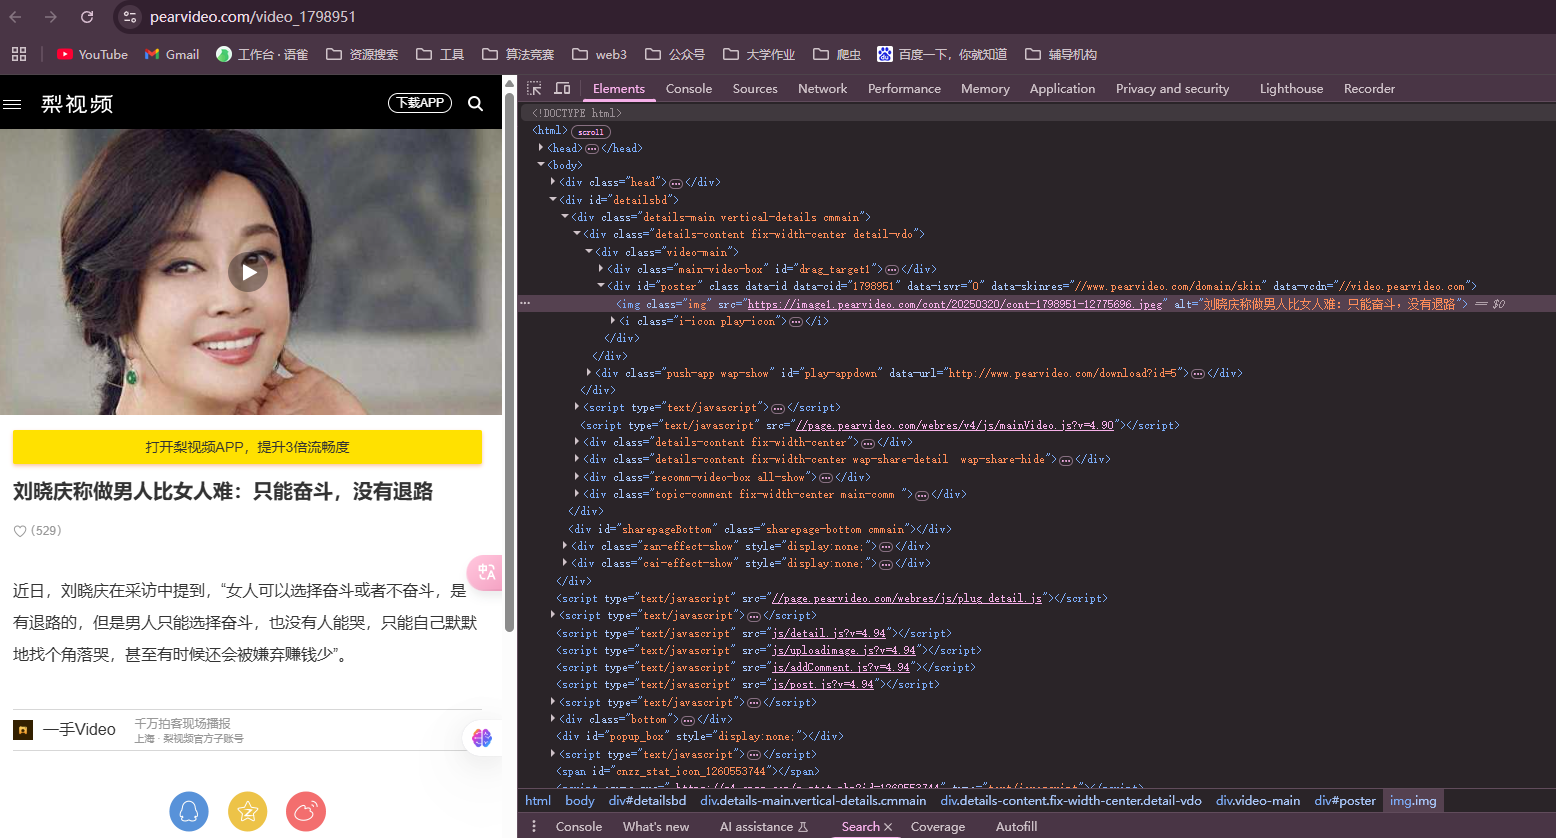 pearvideo.com/video_1798951
YouTube
Gmail
工作台 · 语雀
资源搜索
工具
算法竞赛
web3
公众号
大学作业
爬虫
百度一下，你就知道
辅导机构
梨视频
下载APP
打开梨视频APP，提升3倍流畅度
刘晓庆称做男人比女人难：只能奋斗，没有退路
(529)
近日，刘晓庆在采访中提到，“女人可以选择奋斗或者不奋斗，是
有退路的，但是男人只能选择奋斗，也没有人能哭，只能自己默默
地找个角落哭，甚至有时候还会被嫌弃赚钱少”。
一手Video
千万拍客现场播报
上海 · 梨视频官方子账号
Elements Console Sources Network Performance Memory Application Privacy and security Lighthouse Recorder
<!DOCTYPE html>
<html> scroll
<head> ⋯ </head>
<body>
<div class="head"> ⋯ </div>
<div id="detailsbd">
<div class="details-main vertical-details cmmain">
<div class="details-content fix-width-center detail-vdo">
<div class="video-main">
<div class="main-video-box" id="drag_target1"> ⋯ </div>
<div id="poster" class data-id data-cid="1798951" data-isvr="0" data-skinres="//www.pearvideo.com/domain/skin" data-vcdn="//video.pearvideo.com">
<img class="img" src="https://image1.pearvideo.com/cont/20250320/cont-1798951-12775696.jpeg" alt="刘晓庆称做男人比女人难：只能奋斗，没有退路"> == $0
<i class="i-icon play-icon"> ⋯ </i>
</div>
</div>
<div class="push-app wap-show" id="play-appdown" data-url="http://www.pearvideo.com/download?id=5"> ⋯ </div>
</div>
<script type="text/javascript"> ⋯ </script>
<script type="text/javascript" src="//page.pearvideo.com/webres/v4/js/mainVideo.js?v=4.90"></script>
<div class="details-content fix-width-center"> ⋯ </div>
<div class="details-content fix-width-center wap-share-detail  wap-share-hide"> ⋯ </div>
<div class="recomm-video-box all-show"> ⋯ </div>
<div class="topic-comment fix-width-center main-comm "> ⋯ </div>
</div>
<div id="sharepageBottom" class="sharepage-bottom cmmain"></div>
<div class="zan-effect-show" style="display:none;"> ⋯ </div>
<div class="cai-effect-show" style="display:none;"> ⋯ </div>
</div>
<script type="text/javascript" src="//page.pearvideo.com/webres/js/plug_detail.js"></script>
<script type="text/javascript"> ⋯ </script>
<script type="text/javascript" src="js/detail.js?v=4.94"></script>
<script type="text/javascript" src="js/uploadimage.js?v=4.94"></script>
<script type="text/javascript" src="js/addComment.js?v=4.94"></script>
<script type="text/javascript" src="js/post.js?v=4.94"></script>
<script type="text/javascript"> ⋯ </script>
<div class="bottom"> ⋯ </div>
<div id="popup_box" style="display:none;"></div>
<script type="text/javascript"> ⋯ </script>
<span id="cnzz_stat_icon_1260553744"></span>
html body div#detailsbd div.details-main.vertical-details.cmmain div.details-content.fix-width-center.detail-vdo div.video-main div#poster img.img
Console What's new AI assistance Search Coverage Autofill